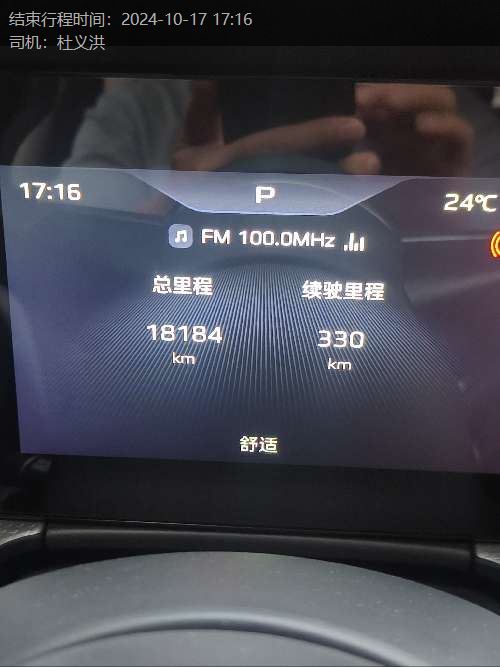 结束行程时间：2024-10-17 17:16
司机：杜义洪
17:16 P 24℃
FM 100.0MHz
总里程 续驶里程
18184 330
km km
舒适